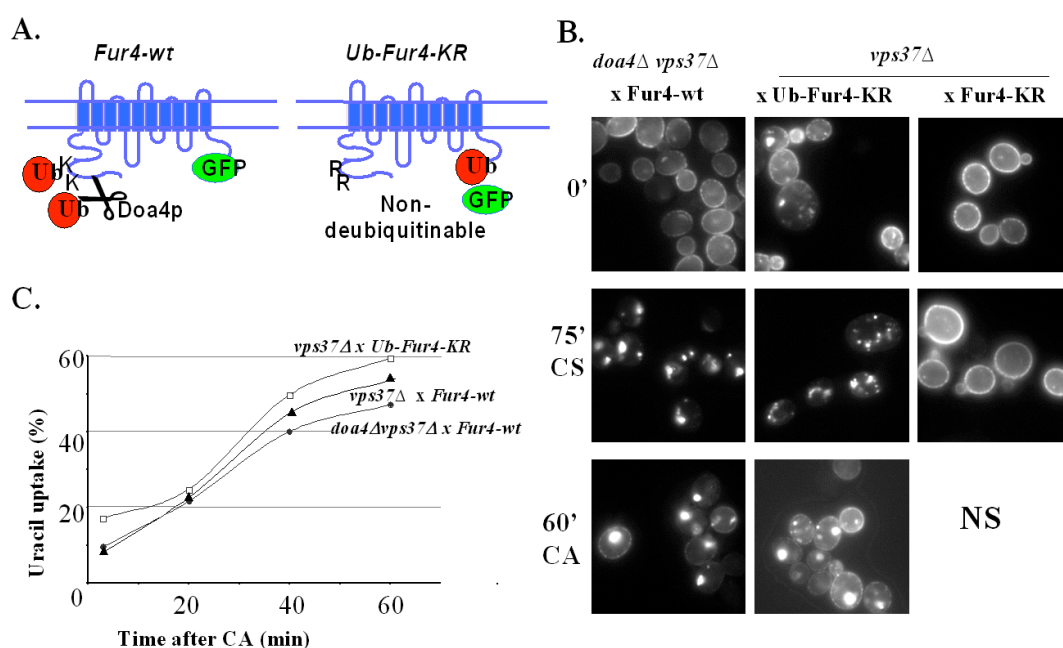 A.
Fur4-wt
Ub-Fur4-KR
K
Ub
K
Ub
Doa4p
GFP
R
R
Ub
GFP
Non-
deubiquitinable
B.
doa4Δ vps37Δ
x Fur4-wt
vps37Δ
x Ub-Fur4-KR
x Fur4-KR
0'
75'
CS
60'
CA
NS
C.
vps37Δ x Ub-Fur4-KR
vps37Δ x Fur4-wt
doa4Δvps37Δ x Fur4-wt
Uracil uptake (%)
60
40
20
0
20
40
60
Time after CA (min)